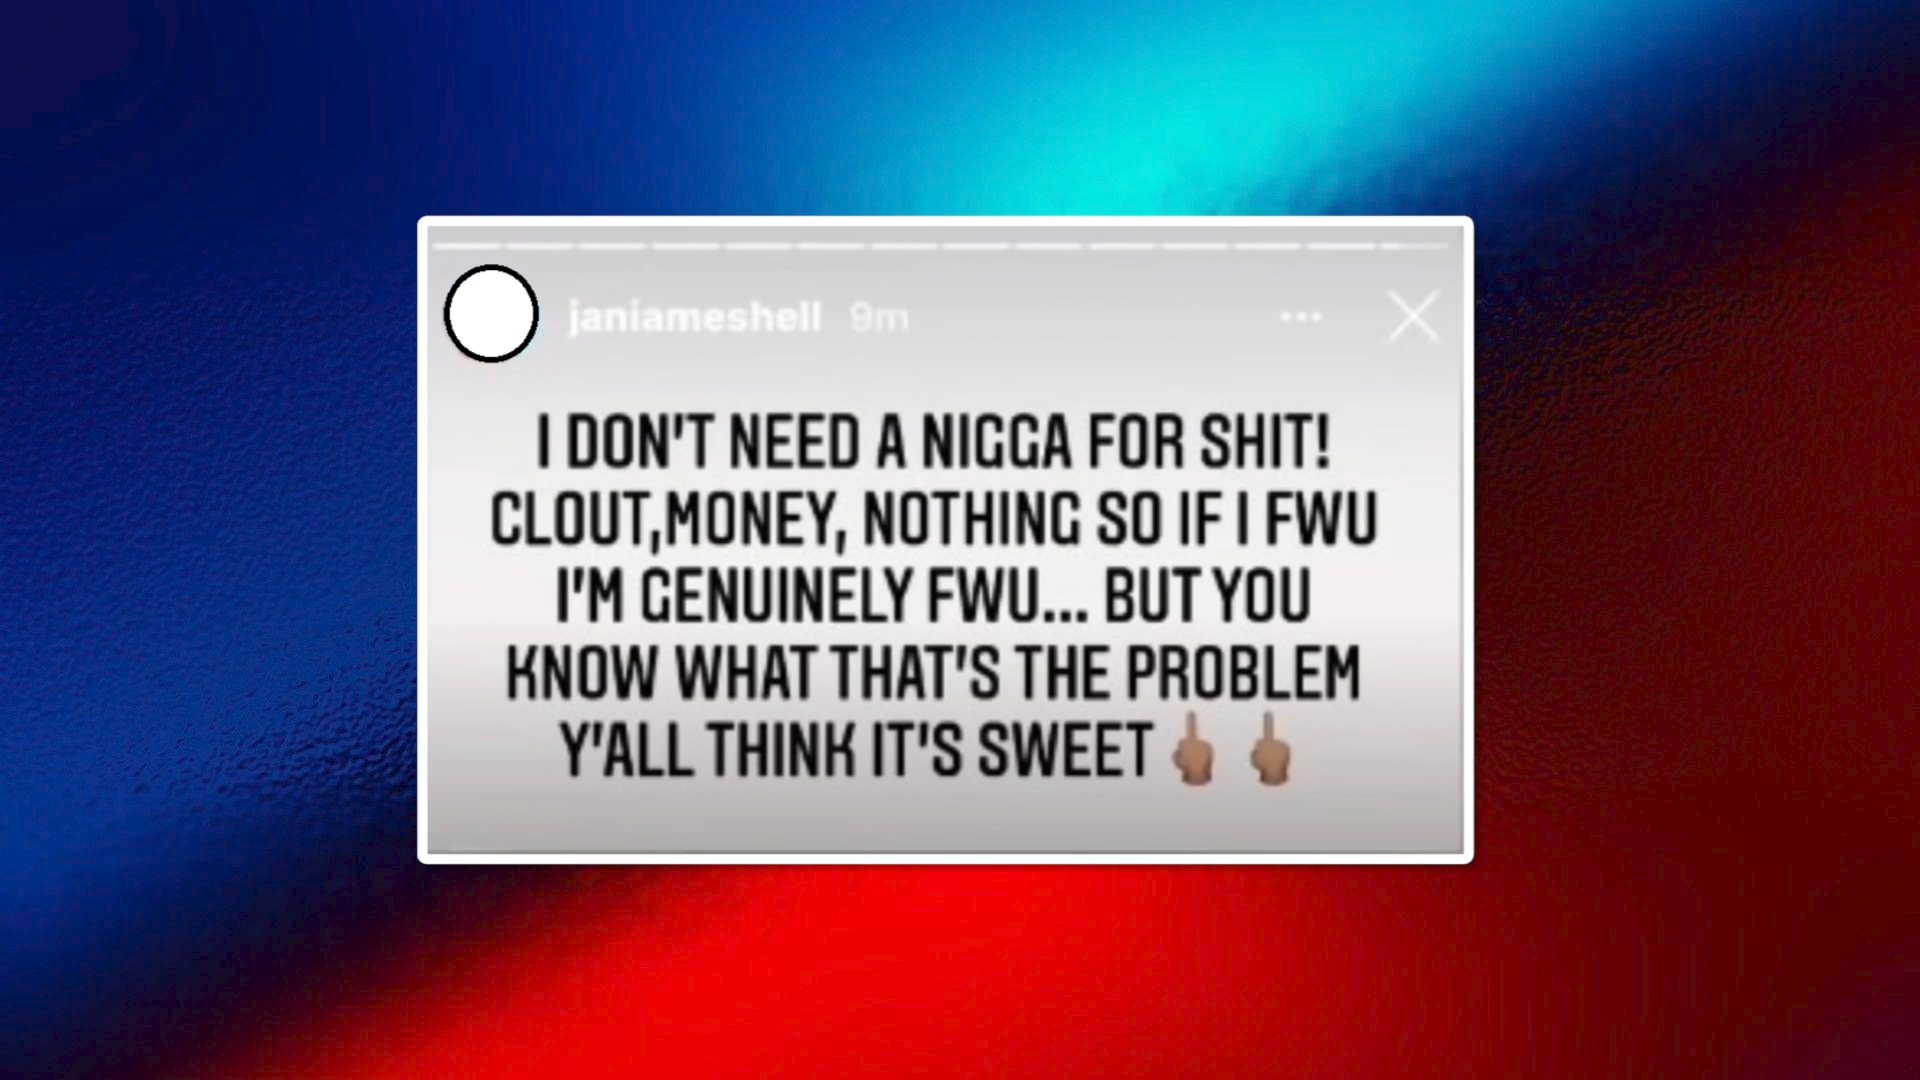 janiameshell 9m
I DON'T NEED A NIGGA FOR SHIT!
CLOUT,MONEY, NOTHING SO IF I FWU
I'M GENUINELY FWU... BUT YOU
KNOW WHAT THAT'S THE PROBLEM
Y'ALL THINK IT'S SWEET🖕🏽 🖕🏽